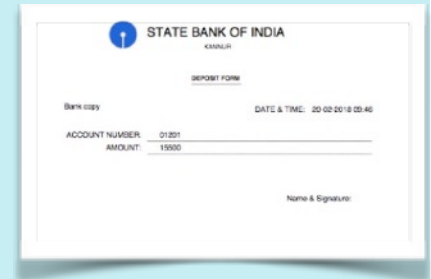 STATE BANK OF INDIA
KANNUR
DEPOSIT FORM
Bank copy
DATE & TIME: 20-02-2018 20:46
ACCOUNT NUMBER: 01201
AMOUNT: 15500
Name & Signature: